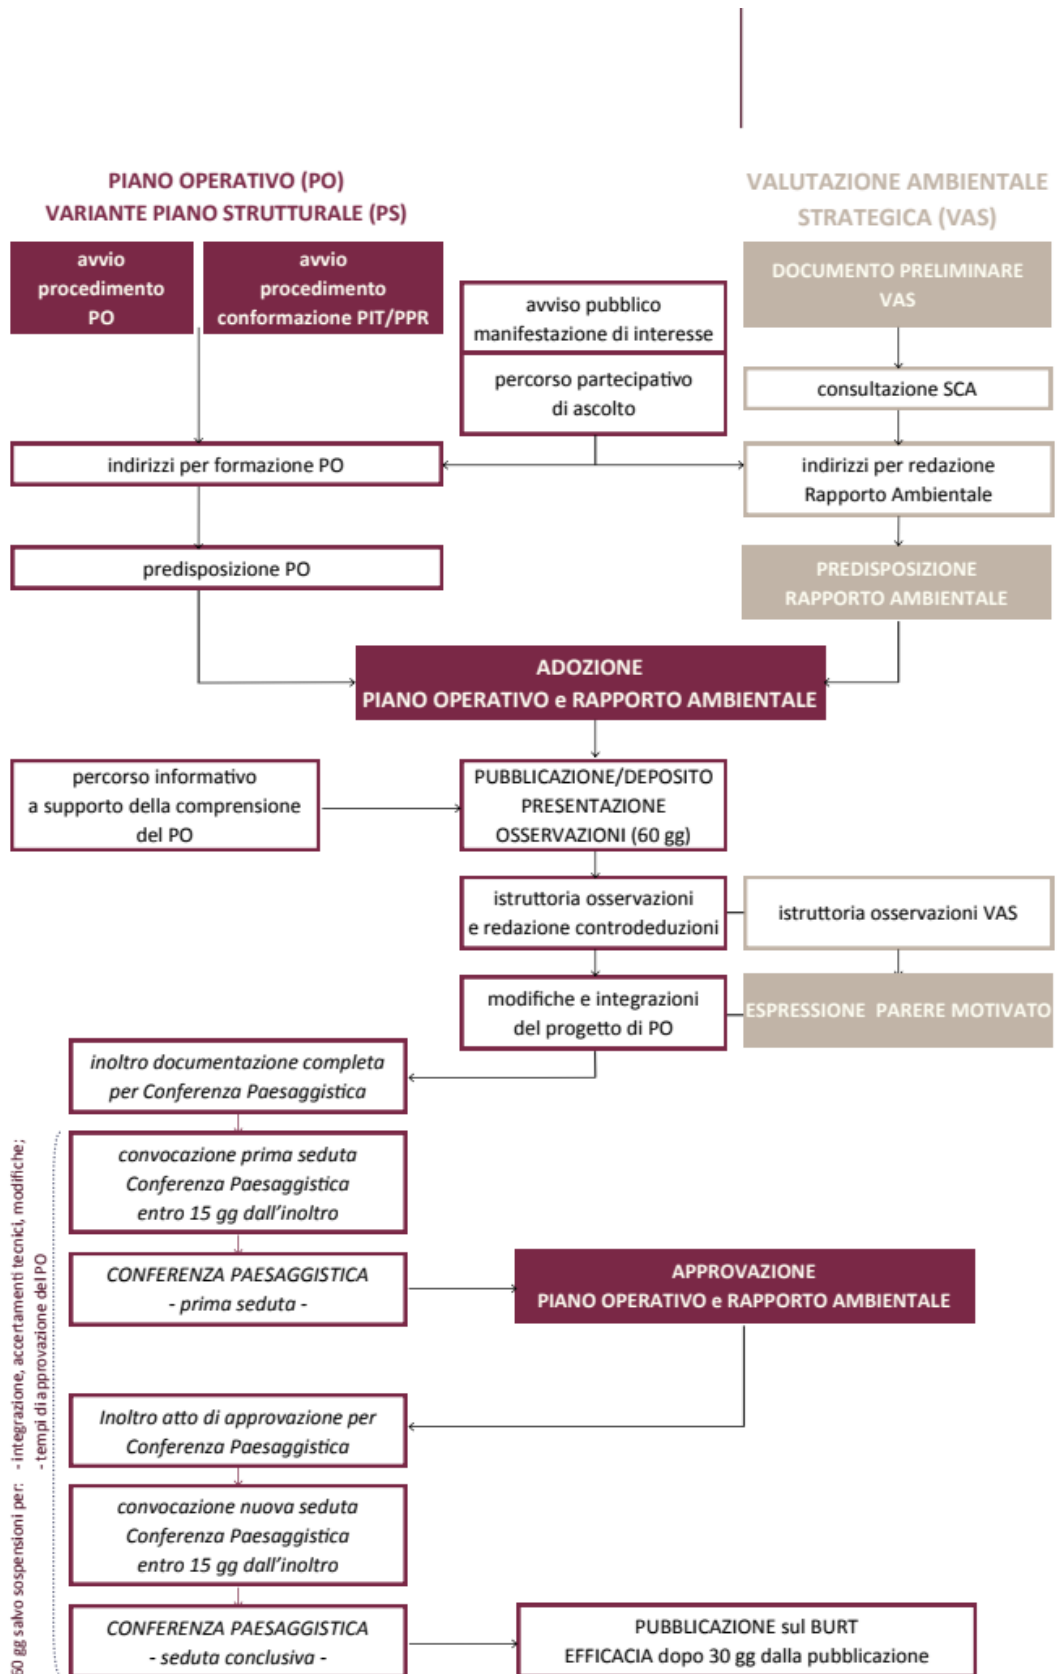 PIANO OPERATIVO (PO)
VARIANTE PIANO STRUTTURALE (PS)
VALUTAZIONE AMBIENTALE
STRATEGICA (VAS)
avvio
procedimento
PO
avvio
procedimento
conformazione PIT/PPR
avviso pubblico
manifestazione di interesse
percorso partecipativo
di ascolto
DOCUMENTO PRELIMINARE
VAS
consultazione SCA
indirizzi per formazione PO
indirizzi per redazione
Rapporto Ambientale
predisposizione PO
PREDISPOSIZIONE
RAPPORTO AMBIENTALE
ADOZIONE
PIANO OPERATIVO e RAPPORTO AMBIENTALE
percorso informativo
a supporto della comprensione
del PO
PUBBLICAZIONE/DEPOSITO
PRESENTAZIONE
OSSERVAZIONI (60 gg)
istruttoria osservazioni
e redazione controdeduzioni
istruttoria osservazioni VAS
modifiche e integrazioni
del progetto di PO
ESPRESSIONE PARERE MOTIVATO
inoltro documentazione completa
per Conferenza Paesaggistica
convocazione prima seduta
Conferenza Paesaggistica
entro 15 gg dall'inoltro
CONFERENZA PAESAGGISTICA
- prima seduta -
APPROVAZIONE
PIANO OPERATIVO e RAPPORTO AMBIENTALE
Inoltro atto di approvazione per
Conferenza Paesaggistica
convocazione nuova seduta
Conferenza Paesaggistica
entro 15 gg dall'inoltro
CONFERENZA PAESAGGISTICA
- seduta conclusiva -
PUBBLICAZIONE sul BURT
EFFICACIA dopo 30 gg dalla pubblicazione
60 gg salvo sospensioni per: - integrazione, accertamenti tecnici, modifiche;
- tempi di approvazione del PO